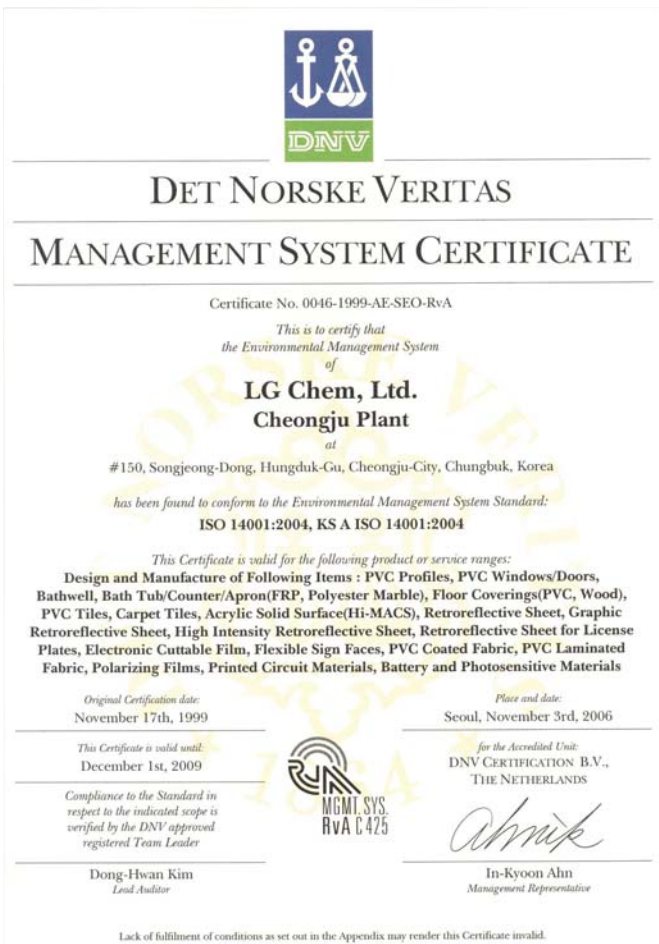 DNV
DET NORSKE VERITAS
MANAGEMENT SYSTEM CERTIFICATE
Certificate No. 0046-1999-AE-SEO-RvA
This is to certify that
the Environmental Management System
of
LG Chem, Ltd.
Cheongju Plant
at
#150, Songjeong-Dong, Hungduk-Gu, Cheongju-City, Chungbuk, Korea
has been found to conform to the Environmental Management System Standard:
ISO 14001:2004, KS A ISO 14001:2004
This Certificate is valid for the following product or service ranges:
Design and Manufacture of Following Items : PVC Profiles, PVC Windows/Doors,
Bathwell, Bath Tub/Counter/Apron(FRP, Polyester Marble), Floor Coverings(PVC, Wood),
PVC Tiles, Carpet Tiles, Acrylic Solid Surface(Hi-MACS), Retroreflective Sheet, Graphic
Retroreflective Sheet, High Intensity Retroreflective Sheet, Retroreflective Sheet for License
Plates, Electronic Cuttable Film, Flexible Sign Faces, PVC Coated Fabric, PVC Laminated
Fabric, Polarizing Films, Printed Circuit Materials, Battery and Photosensitive Materials
Original Certification date:
November 17th, 1999
This Certificate is valid until:
December 1st, 2009
Compliance to the Standard in
respect to the indicated scope is
verified by the DNV approved
registered Team Leader
Dong-Hwan Kim
Lead Auditor
RvA
MGMT. SYS.
RvA C 425
Place and date:
Seoul, November 3rd, 2006
for the Accredited Unit:
DNV CERTIFICATION B.V.,
THE NETHERLANDS
ahnik
In-Kyoon Ahn
Management Representative
Lack of fulfilment of conditions as set out in the Appendix may render this Certificate invalid.
NORSKE VERITAS
1864